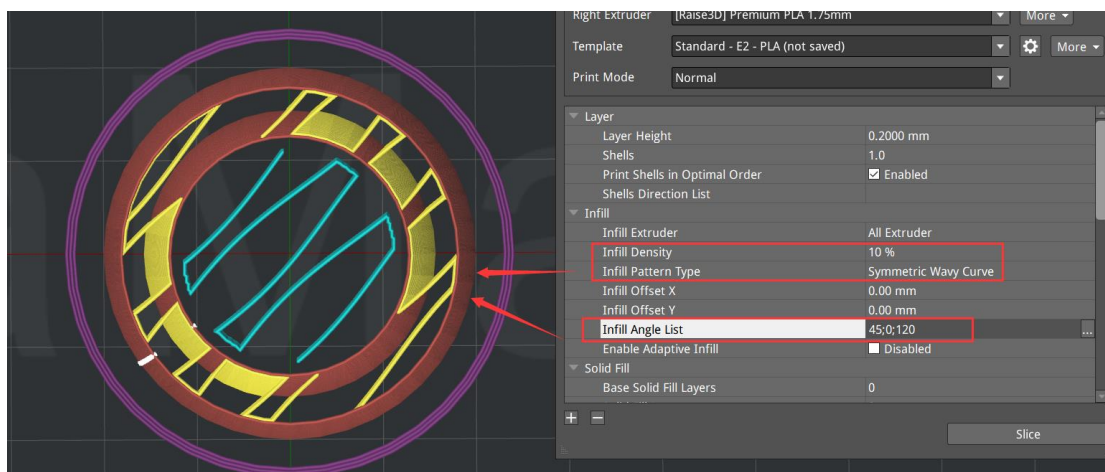 Right Extruder [Raise3D] Premium PLA 1.75mm More
Template Standard - E2 - PLA (not saved) More
Print Mode Normal
Layer
Layer Height 0.2000 mm
Shells 1.0
Print Shells in Optimal Order Enabled
Shells Direction List
Infill
Infill Extruder All Extruder
Infill Density 10 %
Infill Pattern Type Symmetric Wavy Curve
Infill Offset X 0.00 mm
Infill Offset Y 0.00 mm
Infill Angle List 45;0;120 ...
Enable Adaptive Infill Disabled
Solid Fill
Base Solid Fill Layers 0
Slice